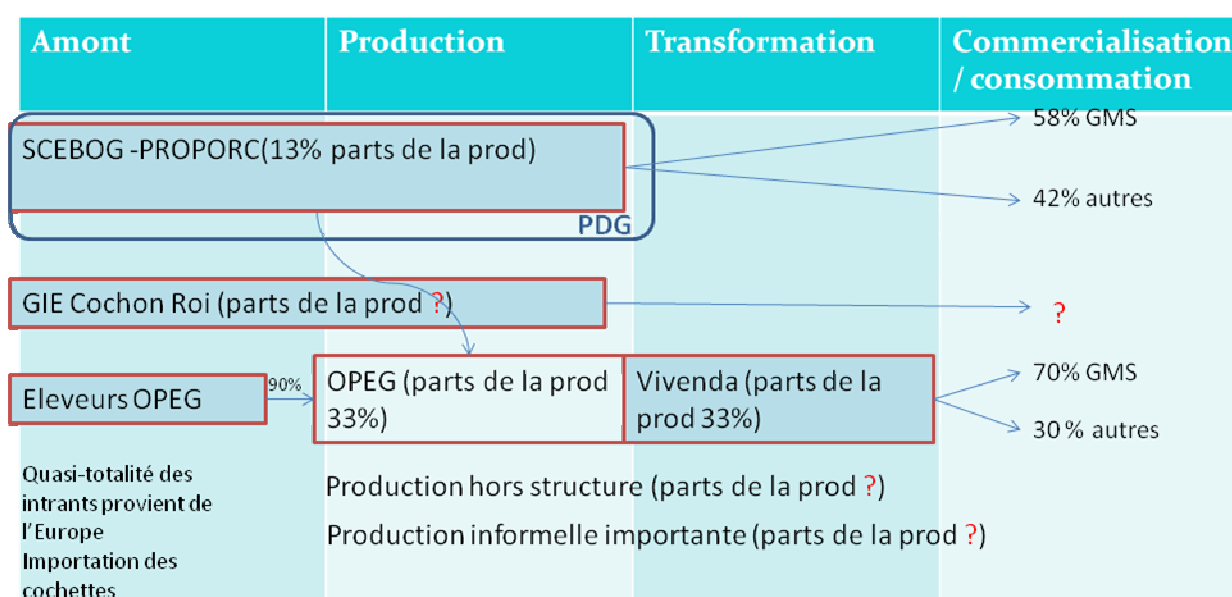 Amont
Production
Transformation
Commercialisation
/ consommation
SCEBOG -PROPORC(13% parts de la prod)
PDG
58% GMS
42% autres
GIE Cochon Roi (parts de la prod ?)
?
Eleveurs OPEG
90%
OPEG (parts de la prod
33%)
Vivenda (parts de la
prod 33%)
70% GMS
30 % autres
Quasi-totalité des
intrants provient de
l'Europe
Importation des
cochettes
Production hors structure (parts de la prod ?)
Production informelle importante (parts de la prod ?)